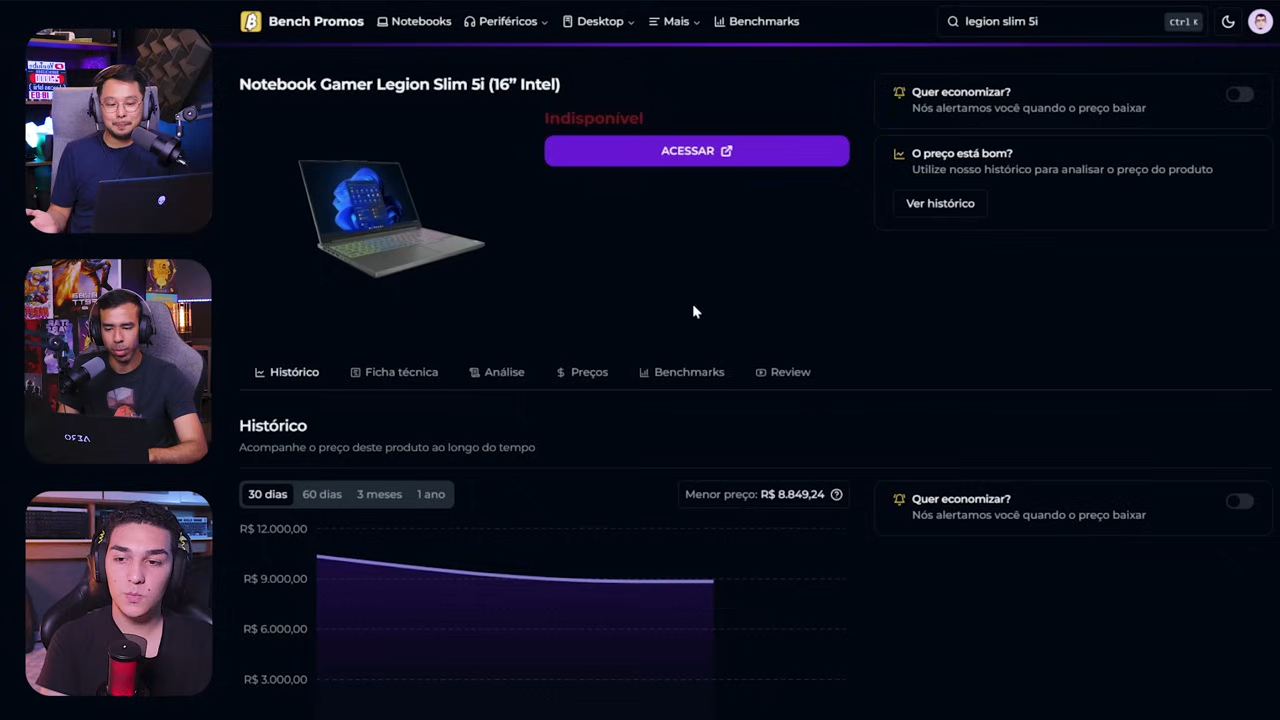 Bench Promos
Notebooks
Periféricos
Desktop
Mais
Benchmarks
legion slim 5i
Ctrl K
Notebook Gamer Legion Slim 5i (16” Intel)
Indisponível
ACESSAR
Quer economizar?
Nós alertamos você quando o preço baixar
O preço está bom?
Utilize nosso histórico para analisar o preço do produto
Ver histórico
Histórico
Ficha técnica
Análise
Preços
Benchmarks
Review
Histórico
Acompanhe o preço deste produto ao longo do tempo
30 dias
60 dias
3 meses
1 ano
Menor preço: R$ 8.849,24
Quer economizar?
Nós alertamos você quando o preço baixar
R$ 12.000,00
R$ 9.000,00
R$ 6.000,00
R$ 3.000,00
AERO